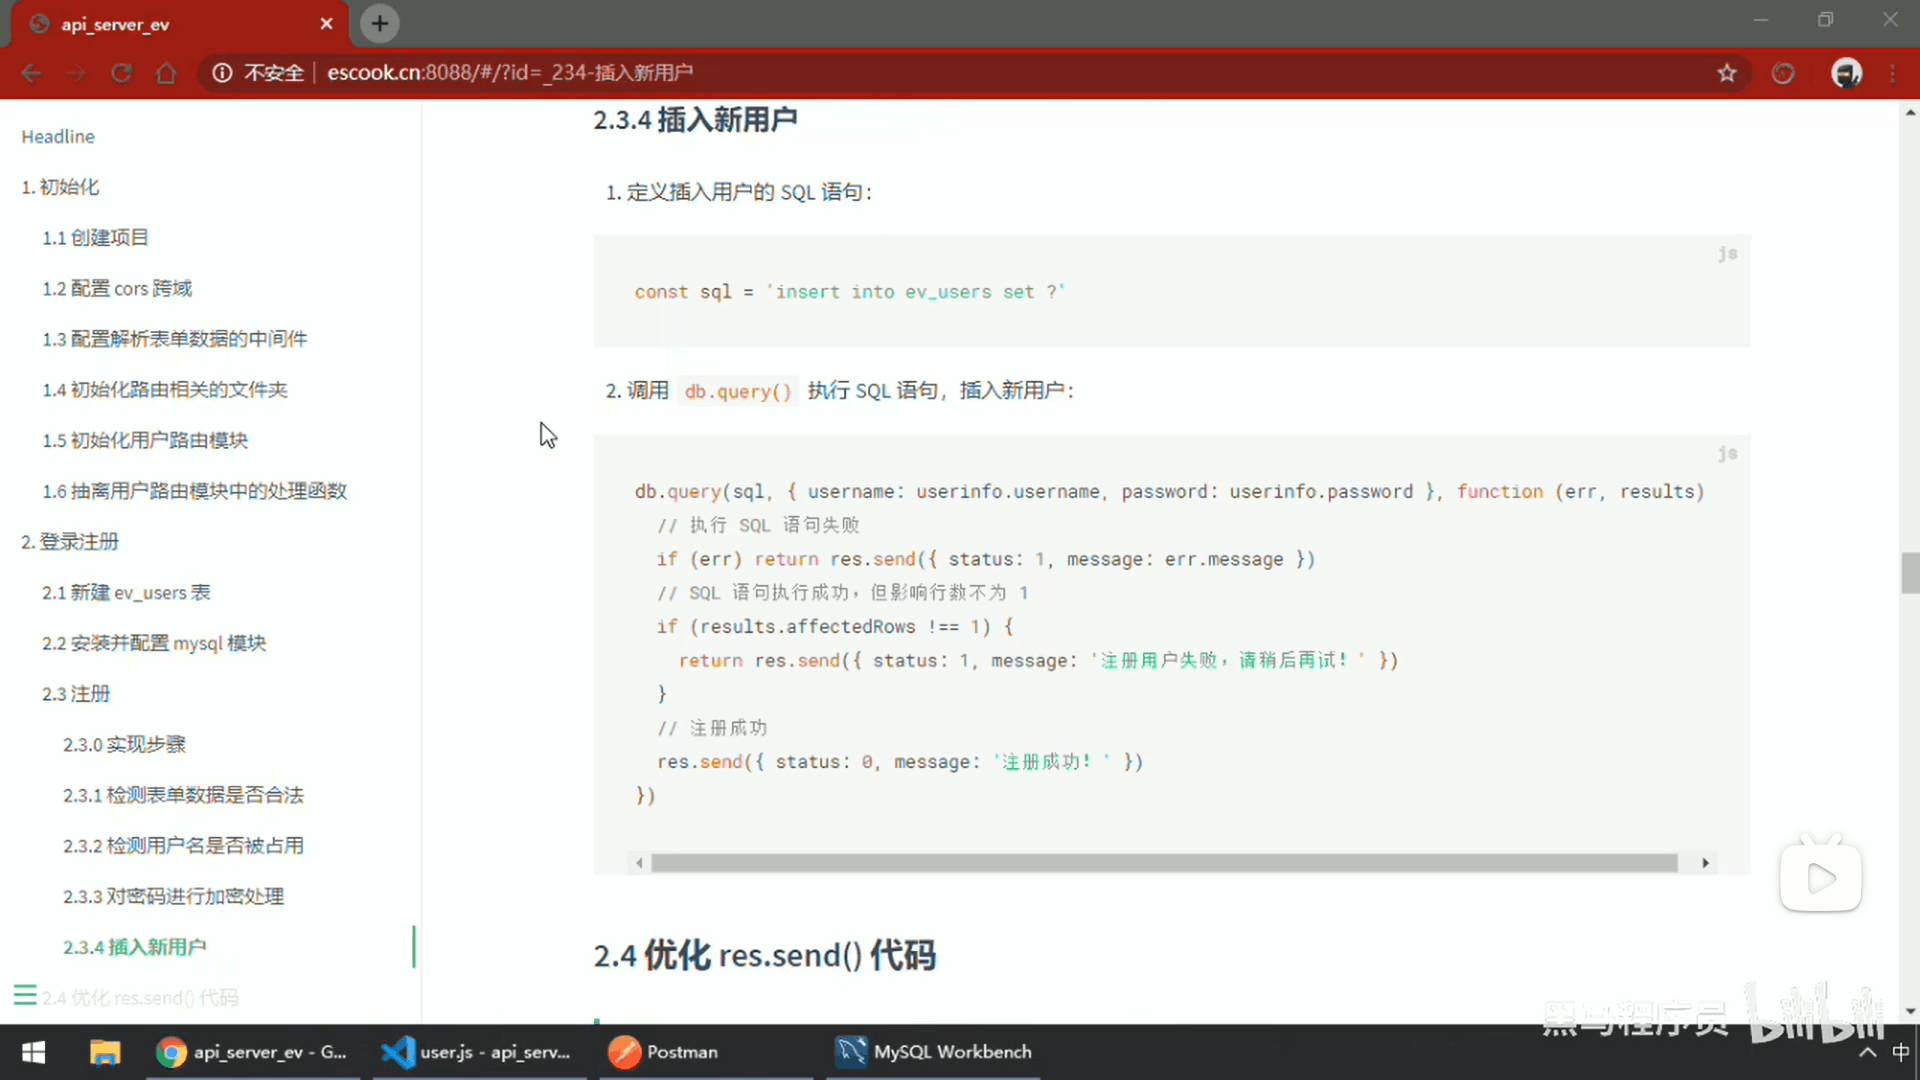 api_server_ev
不安全
escook.cn:8088/#/?id=_234-插入新用户
Headline
1. 初始化
1.1 创建项目
1.2 配置 cors 跨域
1.3 配置解析表单数据的中间件
1.4 初始化路由相关的文件夹
1.5 初始化用户路由模块
1.6 抽离用户路由模块中的处理函数
2. 登录注册
2.1 新建 ev_users 表
2.2 安装并配置 mysql 模块
2.3 注册
2.3.0 实现步骤
2.3.1 检测表单数据是否合法
2.3.2 检测用户名是否被占用
2.3.3 对密码进行加密处理
2.3.4 插入新用户
2.4 优化 res.send() 代码
2.3.4 插入新用户
1. 定义插入用户的 SQL 语句：
js
const sql = 'insert into ev_users set ?'
2. 调用 db.query() 执行 SQL 语句，插入新用户：
js
db.query(sql, { username: userinfo.username, password: userinfo.password }, function (err, results)
// 执行 SQL 语句失败
if (err) return res.send({ status: 1, message: err.message })
// SQL 语句执行成功，但影响行数不为 1
if (results.affectedRows !== 1) {
return res.send({ status: 1, message: '注册用户失败，请稍后再试！' })
}
// 注册成功
res.send({ status: 0, message: '注册成功！' })
})
2.4 优化 res.send() 代码
黑马程序员 bilibili
api_server_ev - G...
user.js - api_serv...
Postman
MySQL Workbench
中